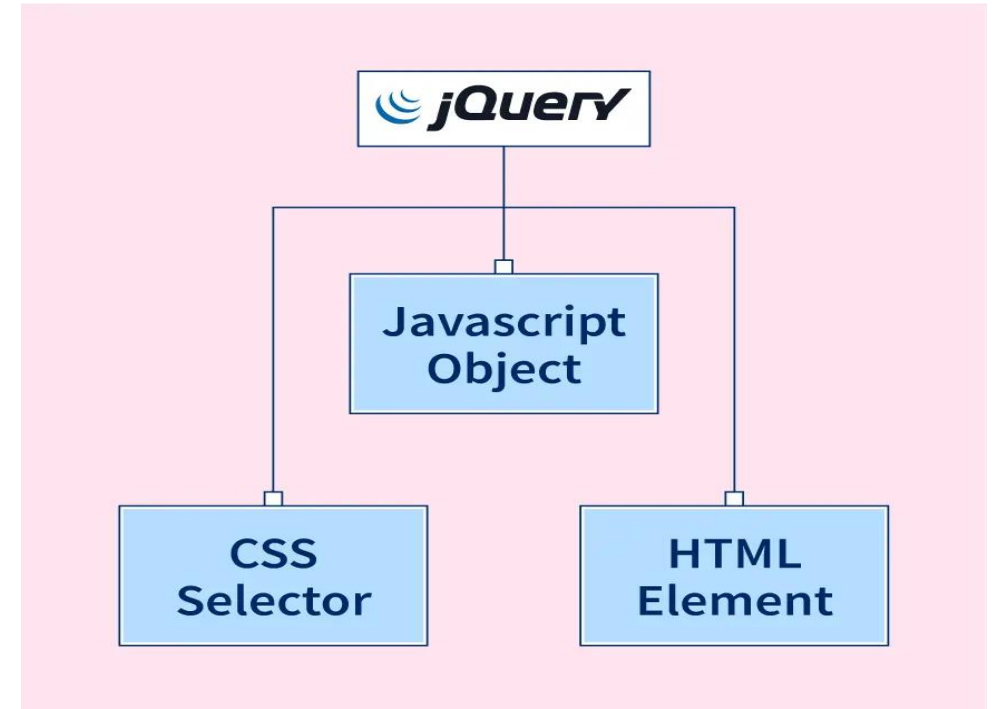 jQuery
Javascript
Object
CSS
Selector
HTML
Element